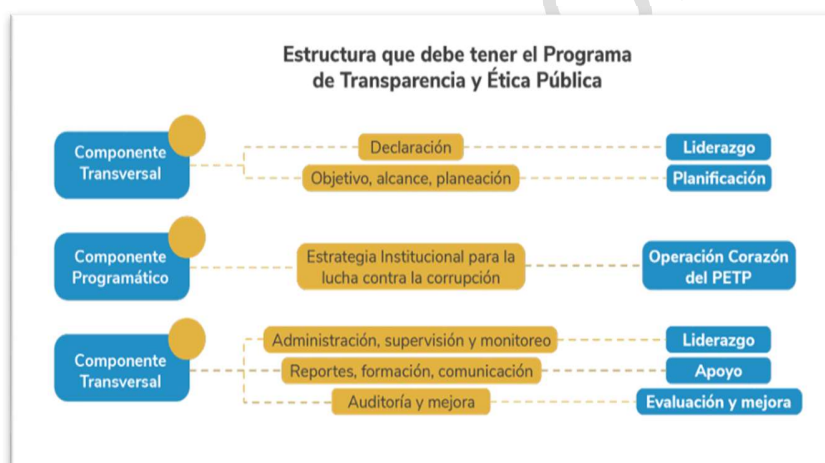 Estructura que debe tener el Programa
de Transparencia y Ética Pública
Componente
Transversal
Declaración
Liderazgo
Objetivo, alcance, planeación
Planificación
Componente
Programático
Estrategia Institucional para la
lucha contra la corrupción
Operación Corazón
del PETP
Componente
Transversal
Administración, supervisión y monitoreo
Liderazgo
Reportes, formación, comunicación
Apoyo
Auditoría y mejora
Evaluación y mejora